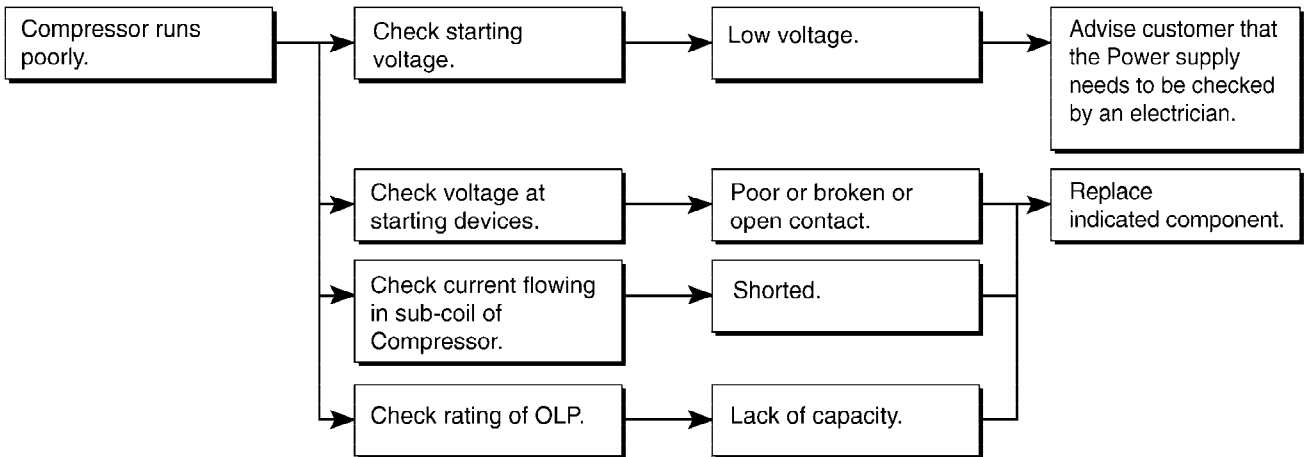 Compressor runs
poorly.
Check starting
voltage.
Low voltage.
Advise customer that
the Power supply
needs to be checked
by an electrician.
Check voltage at
starting devices.
Poor or broken or
open contact.
Replace
indicated component.
Check current flowing
in sub-coil of
Compressor.
Shorted.
Check rating of OLP.
Lack of capacity.